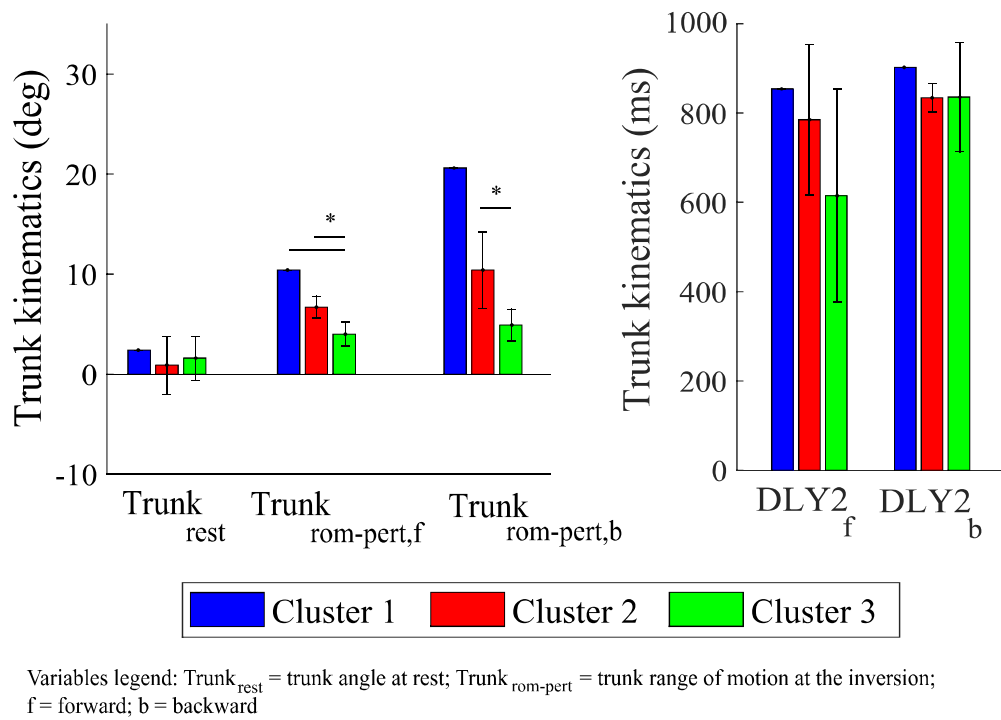 Trunk kinematics (deg)
30
20
10
0
-10
*
*
Trunk rest
Trunk rom-pert,f
Trunk rom-pert,b
Trunk kinematics (ms)
1000
800
600
400
200
0
DLY2 f
DLY2 b
Cluster 1 Cluster 2 Cluster 3
Variables legend: Trunk rest = trunk angle at rest; Trunk rom-pert = trunk range of motion at the inversion;
f = forward; b = backward